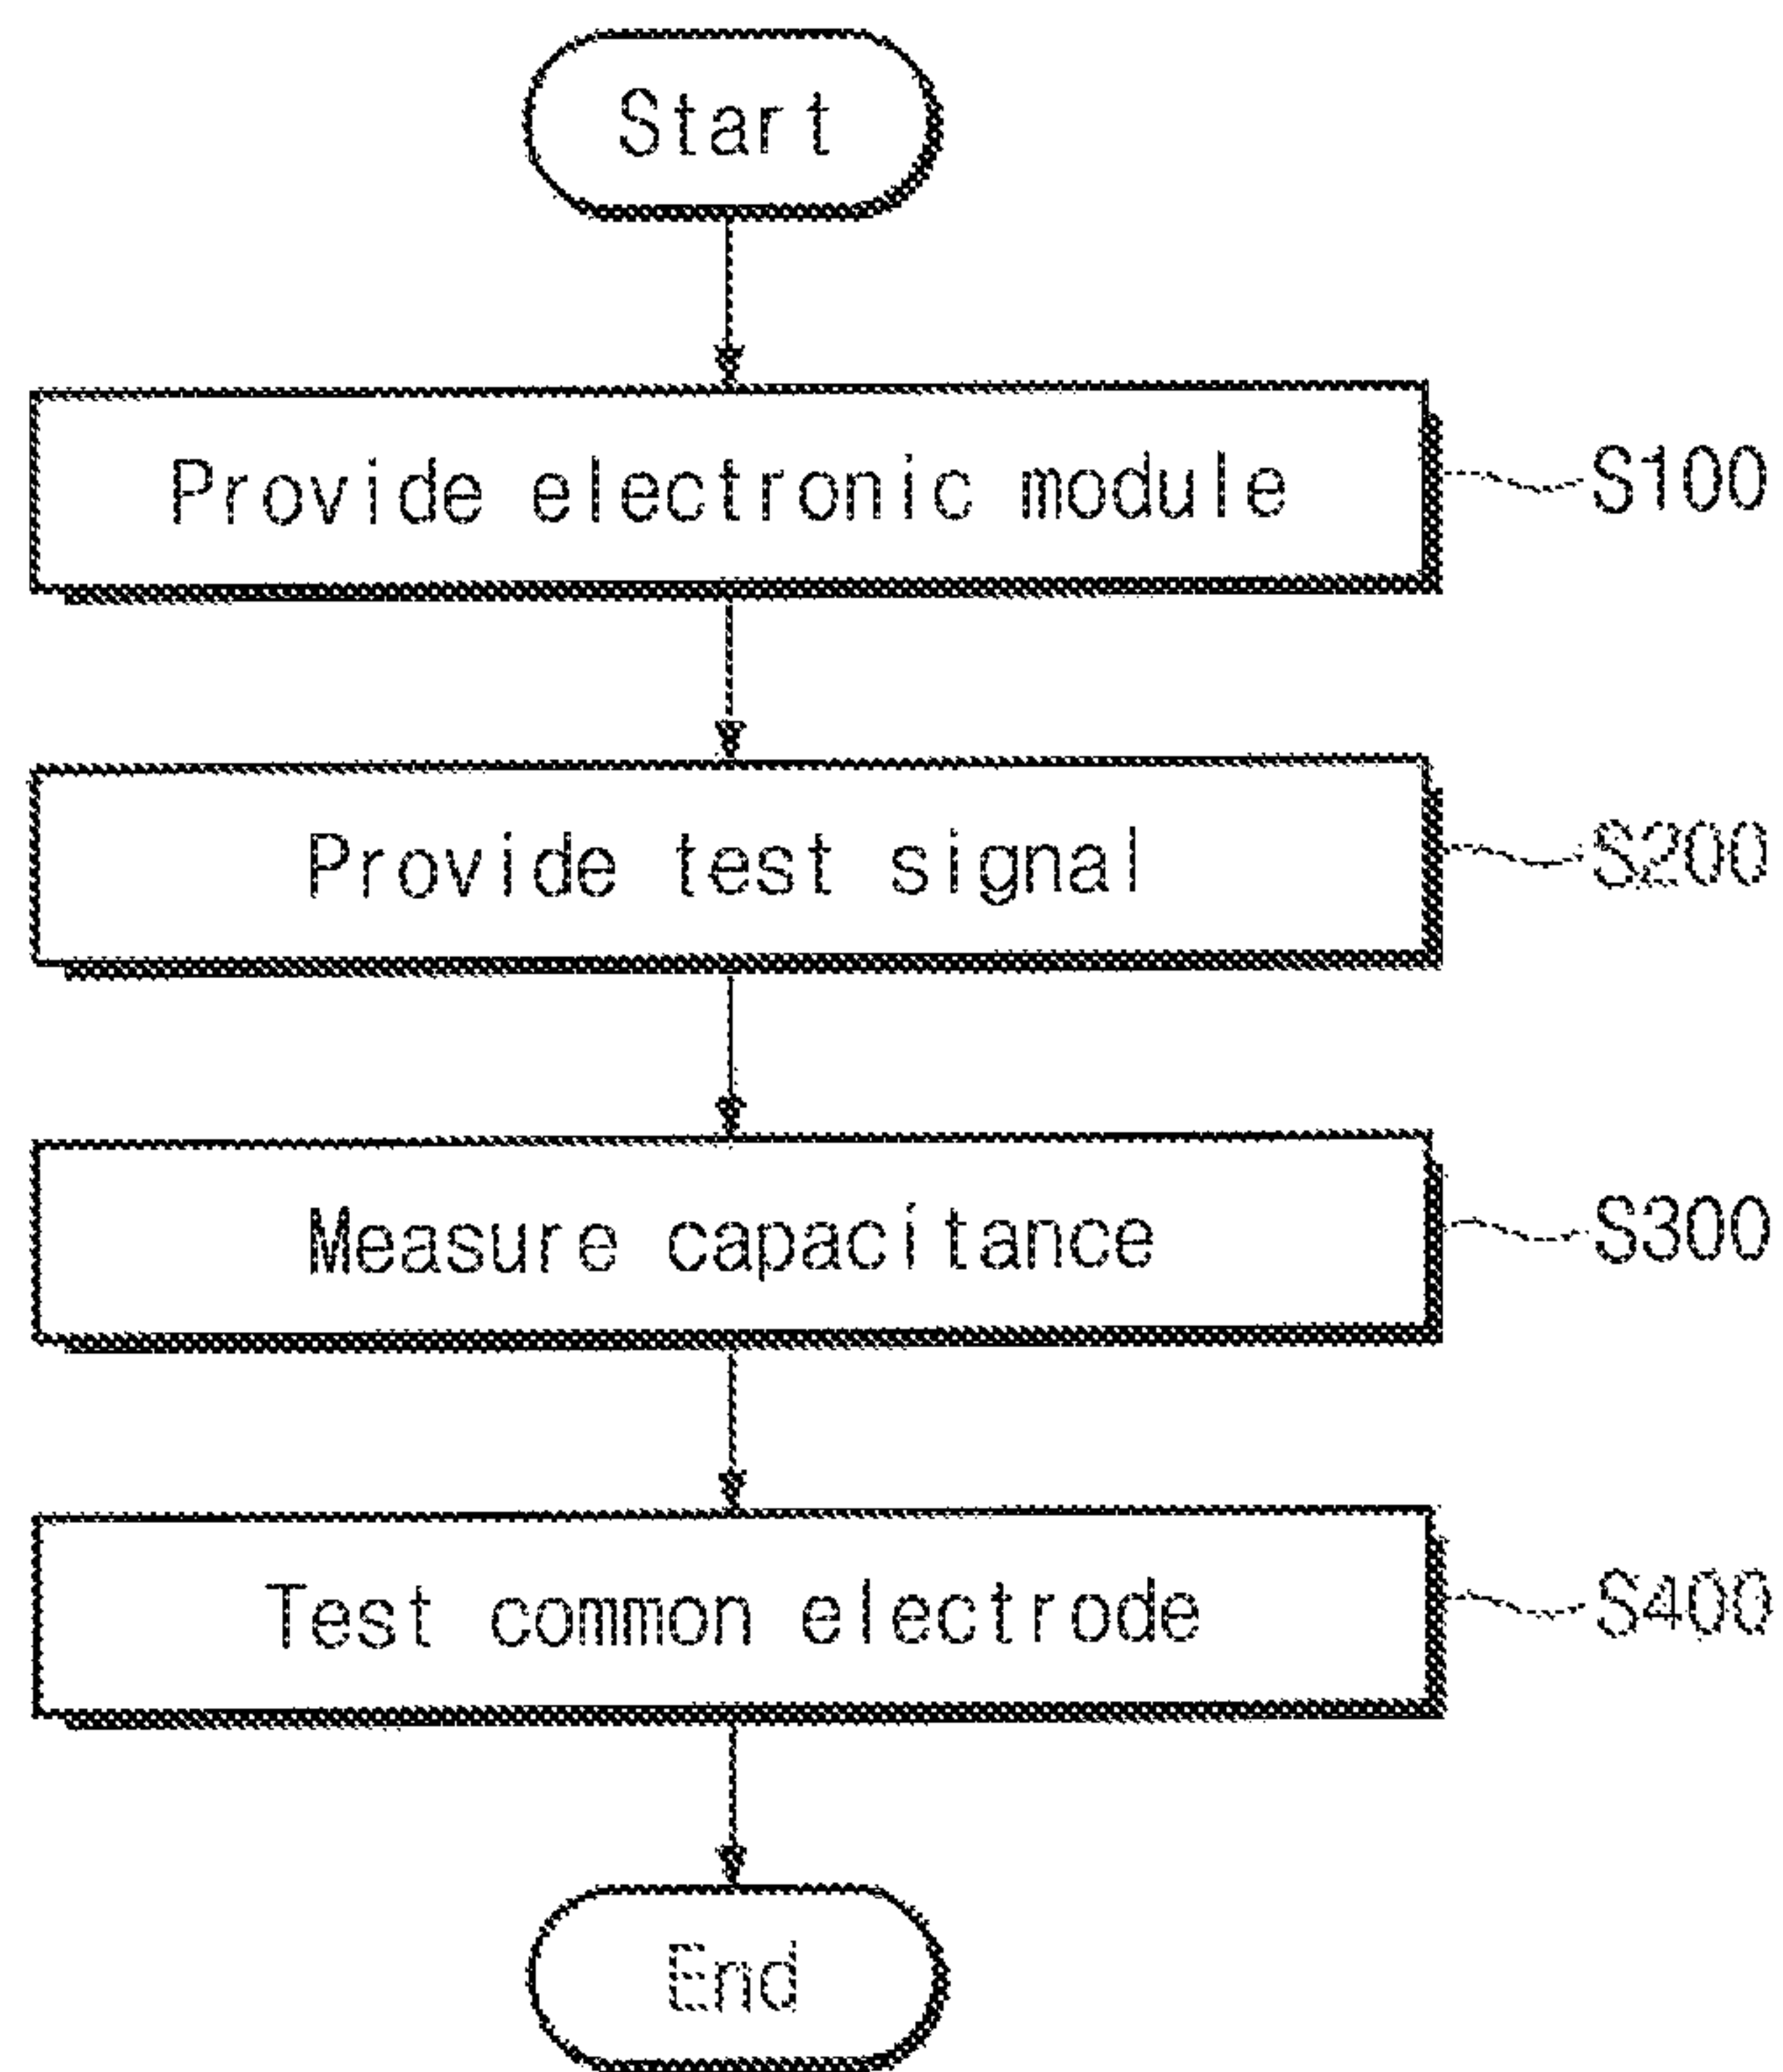 Start
Provide electronic module
S100
Provide test signal
S200
Measure capacitance
S300
Test common electrode
S400
End